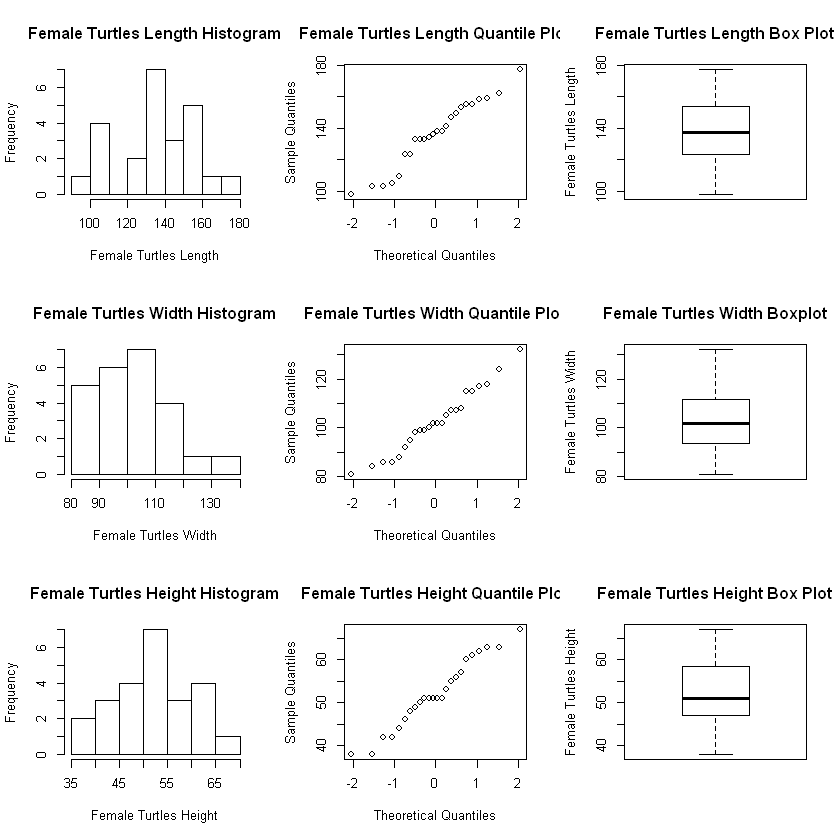 Female Turtles Length Histogram
Frequency
0 2 4 6
100 120 140 160 180
Female Turtles Length
Female Turtles Length Quantile Plo
Sample Quantiles
100 140 180
-2 -1 0 1 2
Theoretical Quantiles
Female Turtles Length Box Plot
Female Turtles Length
100 140 180
Female Turtles Width Histogram
Frequency
0 2 4 6
80 90 110 130
Female Turtles Width
Female Turtles Width Quantile Plo
Sample Quantiles
80 100 120
-2 -1 0 1 2
Theoretical Quantiles
Female Turtles Width Boxplot
Female Turtles Width
80 100 120
Female Turtles Height Histogram
Frequency
0 2 4 6
35 45 55 65
Female Turtles Height
Female Turtles Height Quantile Plo
Sample Quantiles
40 50 60
-2 -1 0 1 2
Theoretical Quantiles
Female Turtles Height Box Plot
Female Turtles Height
40 50 60